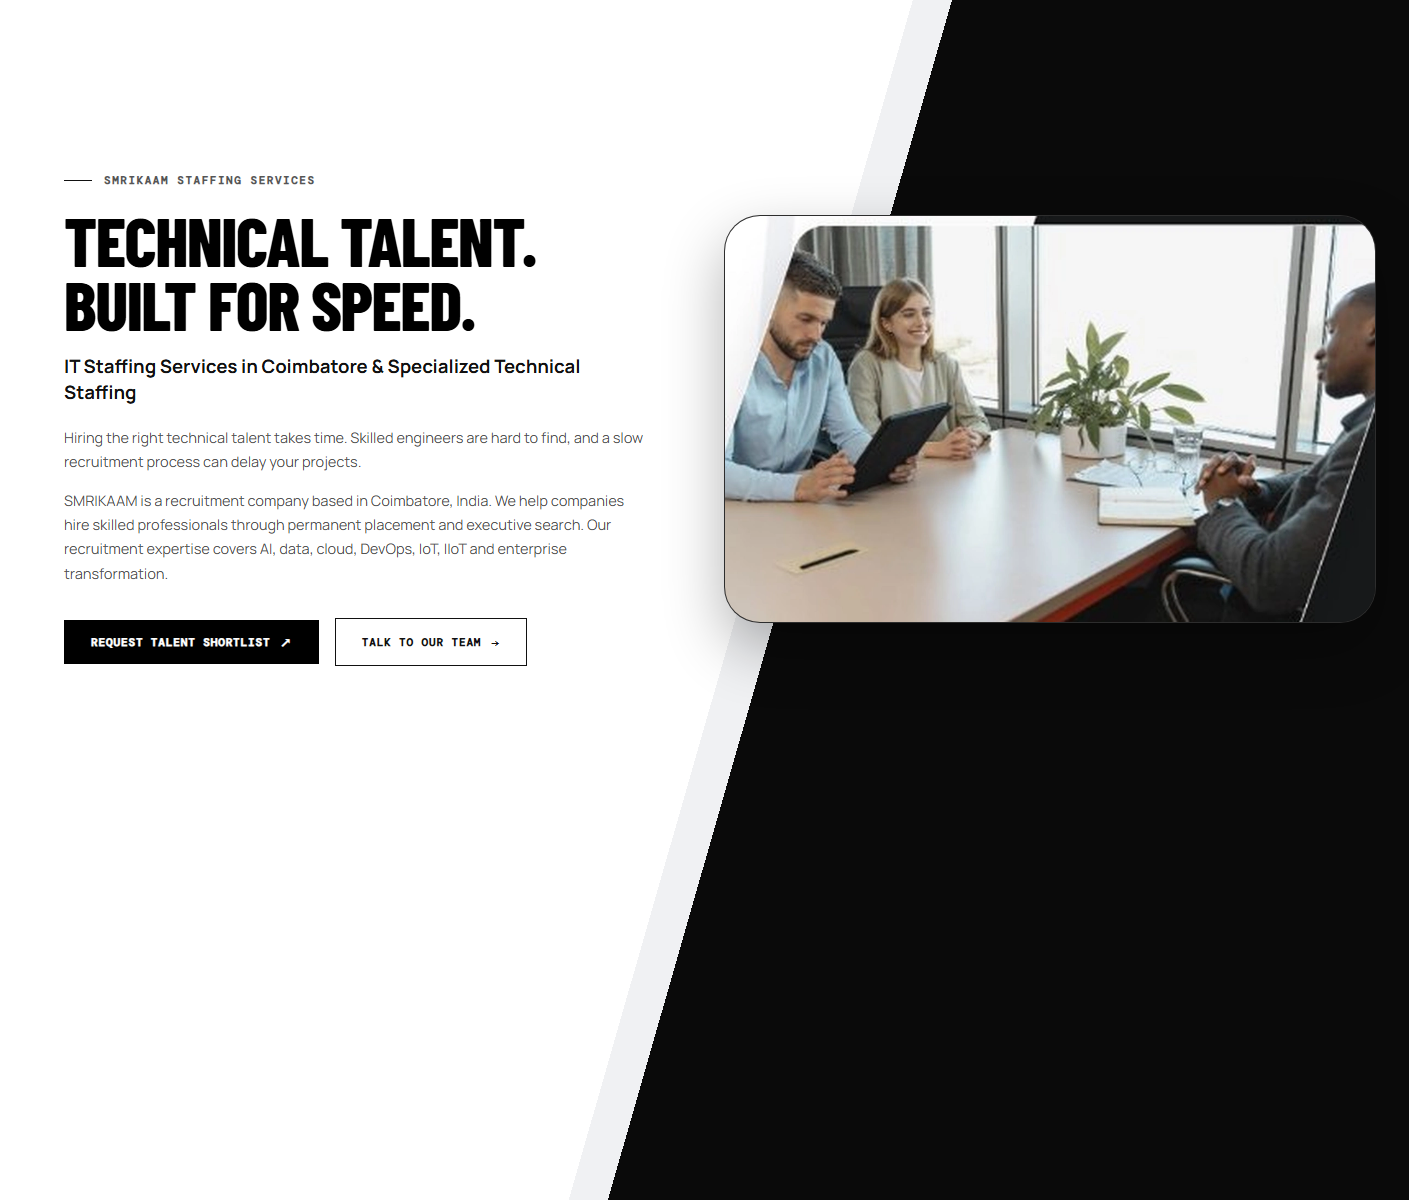 SMRIKAAM STAFFING SERVICES
TECHNICAL TALENT.
BUILT FOR SPEED.
IT Staffing Services in Coimbatore & Specialized Technical
Staffing
Hiring the right technical talent takes time. Skilled engineers are hard to find, and a slow
recruitment process can delay your projects.
SMRIKAAM is a recruitment company based in Coimbatore, India. We help companies
hire skilled professionals through permanent placement and executive search. Our
recruitment expertise covers AI, data, cloud, DevOps, IoT, IIoT and enterprise
transformation.
REQUEST TALENT SHORTLIST ↗
TALK TO OUR TEAM →